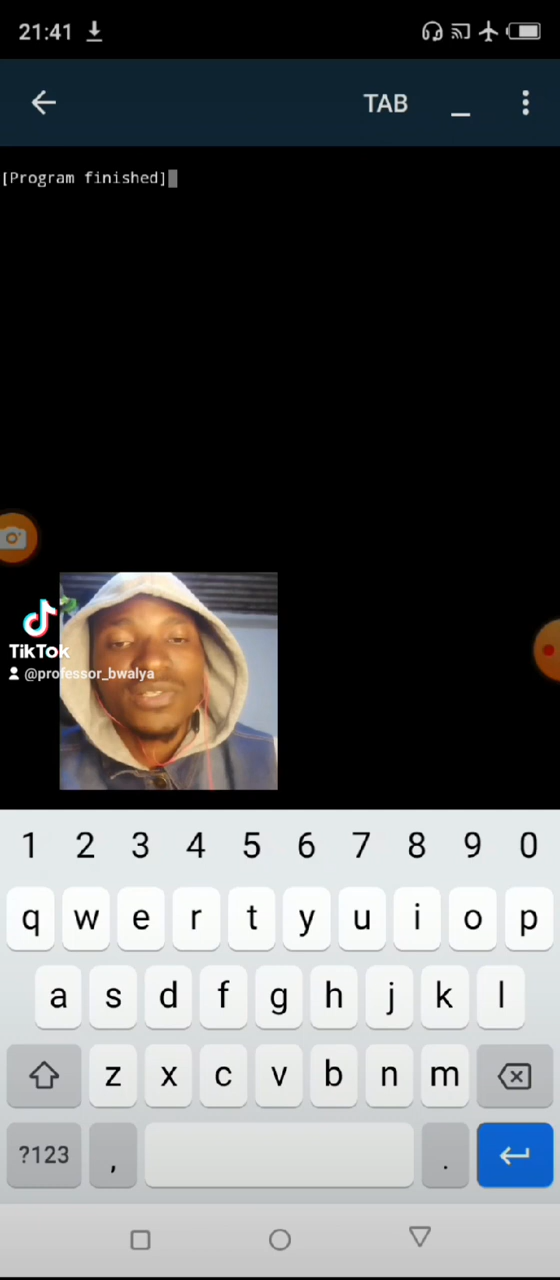 21:41
TAB
[Program finished]
TikTok
@professor_bwalya
1 2 3 4 5 6 7 8 9 0
q w e r t y u i o p
a s d f g h j k l
z x c v b n m
?123 , .